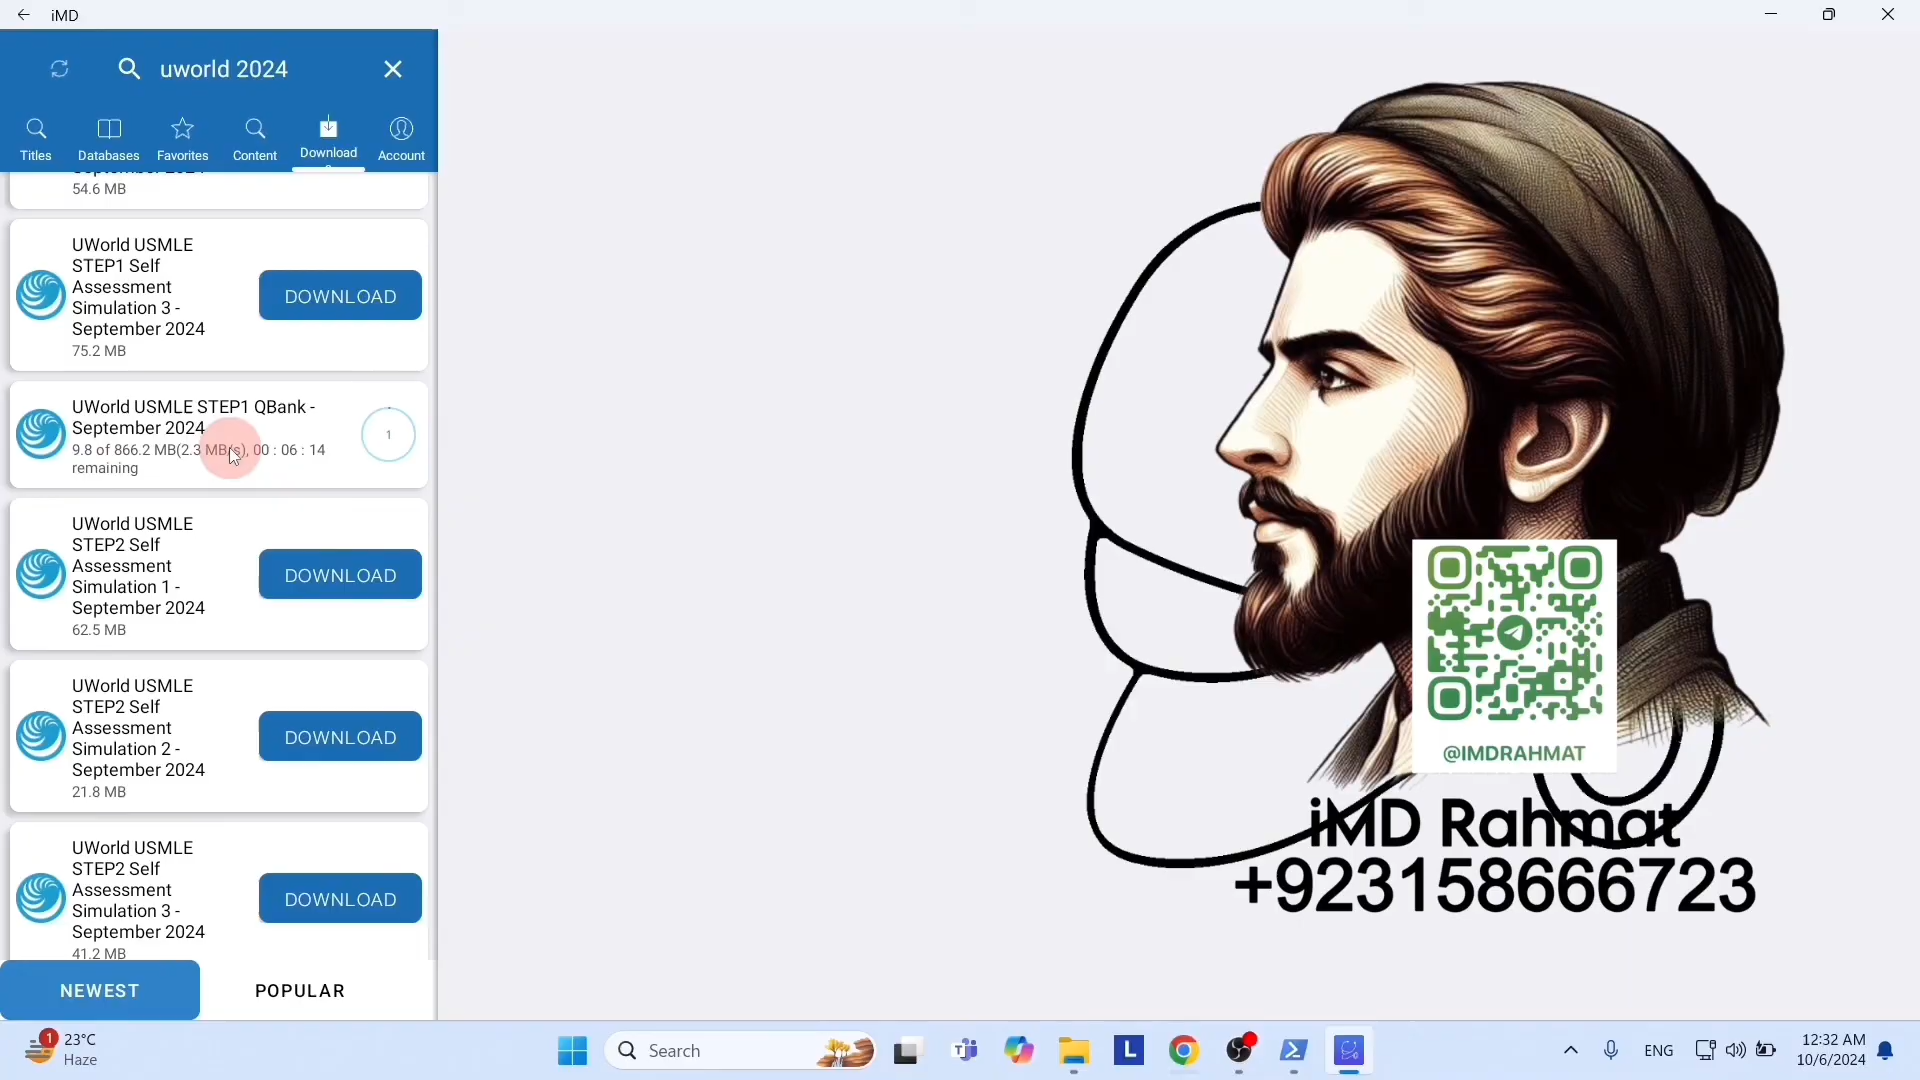 iMD
uworld 2024
Titles
Databases
Favorites
Content
Download
Account
September 2024
54.6 MB
UWorld USMLE
STEP1 Self
Assessment
Simulation 3 -
September 2024
75.2 MB
DOWNLOAD
UWorld USMLE STEP1 QBank -
September 2024
9.8 of 866.2 MB(2.3 MB/s), 00 : 06 : 14
remaining
1
UWorld USMLE
STEP2 Self
Assessment
Simulation 1 -
September 2024
62.5 MB
DOWNLOAD
UWorld USMLE
STEP2 Self
Assessment
Simulation 2 -
September 2024
21.8 MB
DOWNLOAD
UWorld USMLE
STEP2 Self
Assessment
Simulation 3 -
September 2024
41.2 MB
DOWNLOAD
NEWEST
POPULAR
@IMDRAHMAT
iMD Rahmat
+923158666723
1
23°C
Haze
Search
L
ENG
12:32 AM
10/6/2024